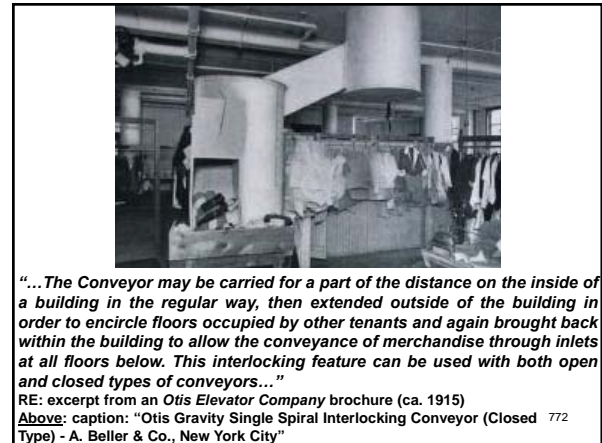 “…The Conveyor may be carried for a part of the distance on the inside of
a building in the regular way, then extended outside of the building in
order to encircle floors occupied by other tenants and again brought back
within the building to allow the conveyance of merchandise through inlets
at all floors below. This interlocking feature can be used with both open
and closed types of conveyors…”
RE: excerpt from an Otis Elevator Company brochure (ca. 1915)
Above: caption: “Otis Gravity Single Spiral Interlocking Conveyor (Closed
Type) - A. Beller & Co., New York City”
772